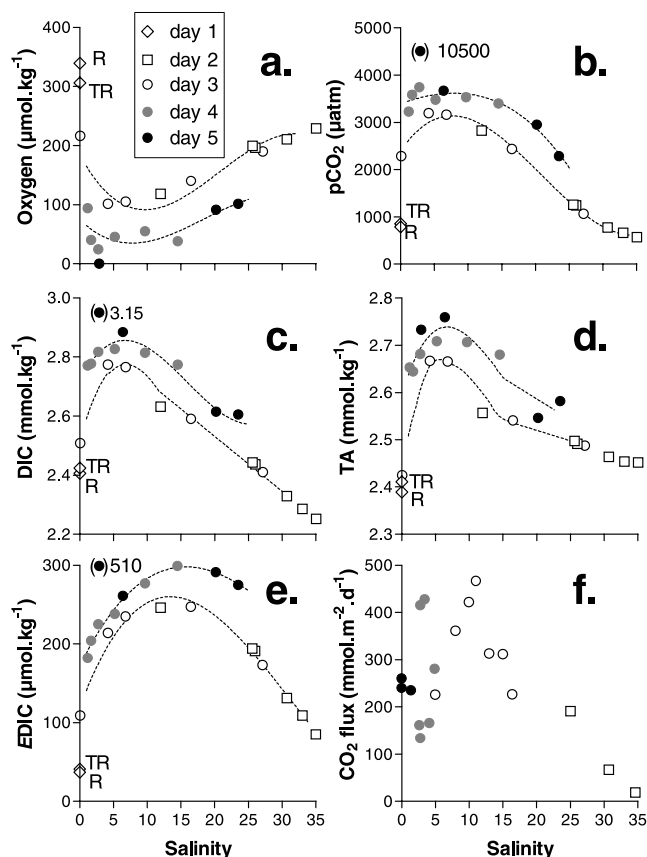 400
300
200
100
0
Oxygen (µmol.kg-1)
R
TR
day 1
day 2
day 3
day 4
day 5
a.
5000
4000
3000
2000
1000
0
pCO2 (µatm)
( ) 10500
TR
R
b.
3.0
2.8
2.6
2.4
2.2
DIC (mmol.kg-1)
( ) 3.15
TR
R
c.
2.8
2.7
2.6
2.5
2.4
2.3
TA (mmol.kg-1)
TR
R
d.
300
200
100
0
EDIC (µmol.kg-1)
( ) 510
TR
R
e.
0 5 10 15 20 25 30 35
Salinity
500
400
300
200
100
0
CO2 flux (mmol.m-2.d-1)
f.
0 5 10 15 20 25 30 35
Salinity